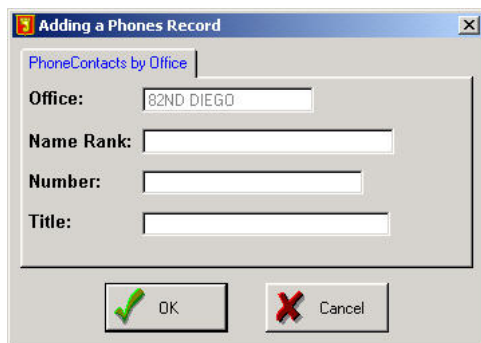 Adding a Phones Record
PhoneContacts by Office
Office: 82ND DIEGO
Name Rank:
Number:
Title:
OK Cancel